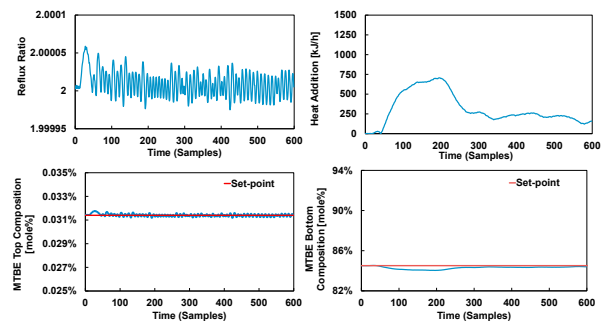 Reflux Ratio
2.0001
2.00005
2
1.99995
0 100 200 300 400 500 600
Time (Samples)
Heat Addition [kJ/h]
1500
1250
1000
750
500
250
0
0 100 200 300 400 500 600
Time (Samples)
MTBE Top Composition
[mole%]
0.035%
0.033%
0.031%
0.029%
0.027%
0.025%
Set-point
0 100 200 300 400 500 600
Time (Samples)
MTBE Bottom
Composition [mole%]
94%
90%
86%
82%
Set-point
0 100 200 300 400 500 600
Time (Samples)